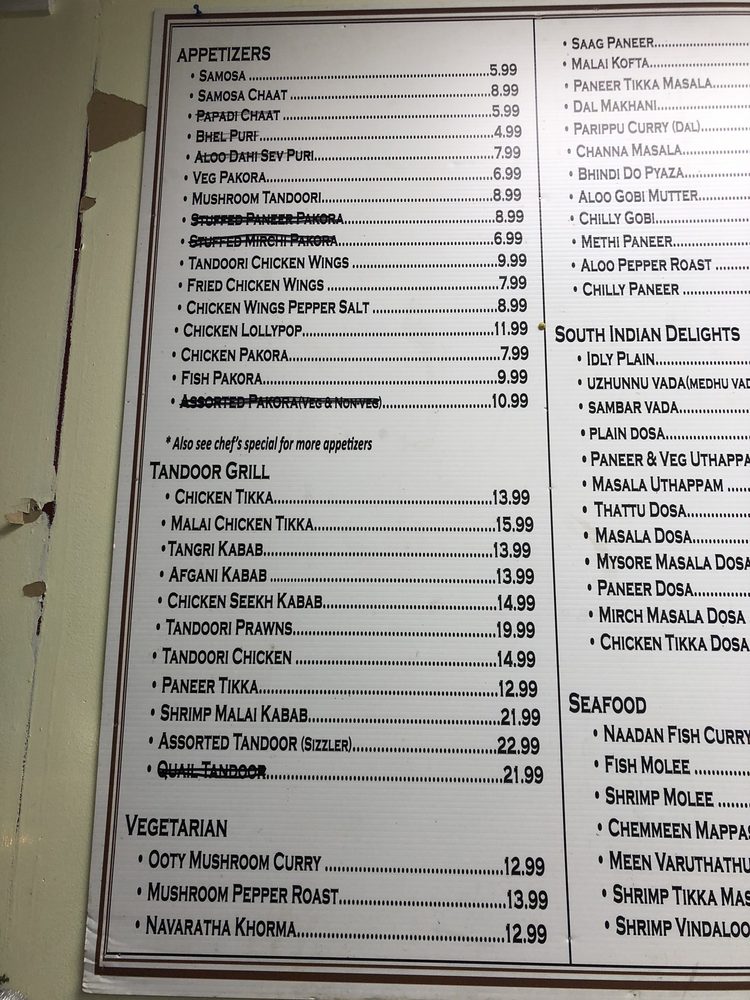 APPETIZERS
• SAMOSA ........5.99
• SAMOSA CHAAT ........8.99
• PAPADI CHAAT ........5.99
• BHEL PURI........4.99
• ALOO DAHI SEV PURI........7.99
• VEG PAKORA........6.99
• MUSHROOM TANDOORI........8.99
• STUFFED PANEER PAKORA........8.99
• STUFFED MIRCHI PAKORA........6.99
• TANDOORI CHICKEN WINGS ........9.99
• FRIED CHICKEN WINGS ........7.99
• CHICKEN WINGS PEPPER SALT ........8.99
• CHICKEN LOLLYPOP........11.99
• CHICKEN PAKORA........7.99
• FISH PAKORA........9.99
• ASSORTED PAKORA(VEG & NON-VEG)........10.99
* Also see chef's special for more appetizers
TANDOOR GRILL
• CHICKEN TIKKA........13.99
• MALAI CHICKEN TIKKA........15.99
• TANGRI KABAB........13.99
• AFGANI KABAB ........13.99
• CHICKEN SEEKH KABAB........14.99
• TANDOORI PRAWNS........19.99
• TANDOORI CHICKEN ........14.99
• PANEER TIKKA........12.99
• SHRIMP MALAI KABAB........21.99
• ASSORTED TANDOOR (SIZZLER)........22.99
• QUAIL TANDOOR........21.99
VEGETARIAN
• OOTY MUSHROOM CURRY ........12.99
• MUSHROOM PEPPER ROAST........13.99
• NAVARATHA KHORMA........12.99
• SAAG PANEER........
• MALAI KOFTA........
• PANEER TIKKA MASALA........
• DAL MAKHANI........
• PARIPPU CURRY (DAL)........
• CHANNA MASALA........
• BHINDI DO PYAZA........
• ALOO GOBI MUTTER........
• CHILLY GOBI........
• METHI PANEER........
• ALOO PEPPER ROAST ........
• CHILLY PANEER ........
SOUTH INDIAN DELIGHTS
• IDLY PLAIN........
• UZHUNNU VADA(MEDHU VAD
• SAMBAR VADA........
• PLAIN DOSA........
• PANEER & VEG UTHAPPA
• MASALA UTHAPPAM ........
• THATTU DOSA........
• MASALA DOSA........
• MYSORE MASALA DOSA
• PANEER DOSA........
• MIRCH MASALA DOSA
• CHICKEN TIKKA DOSA
SEAFOOD
• NAADAN FISH CURRY
• FISH MOLEE ........
• SHRIMP MOLEE ........
• CHEMMEEN MAPPAS
• MEEN VARUTHATHU
• SHRIMP TIKKA MAS
• SHRIMP VINDALOO